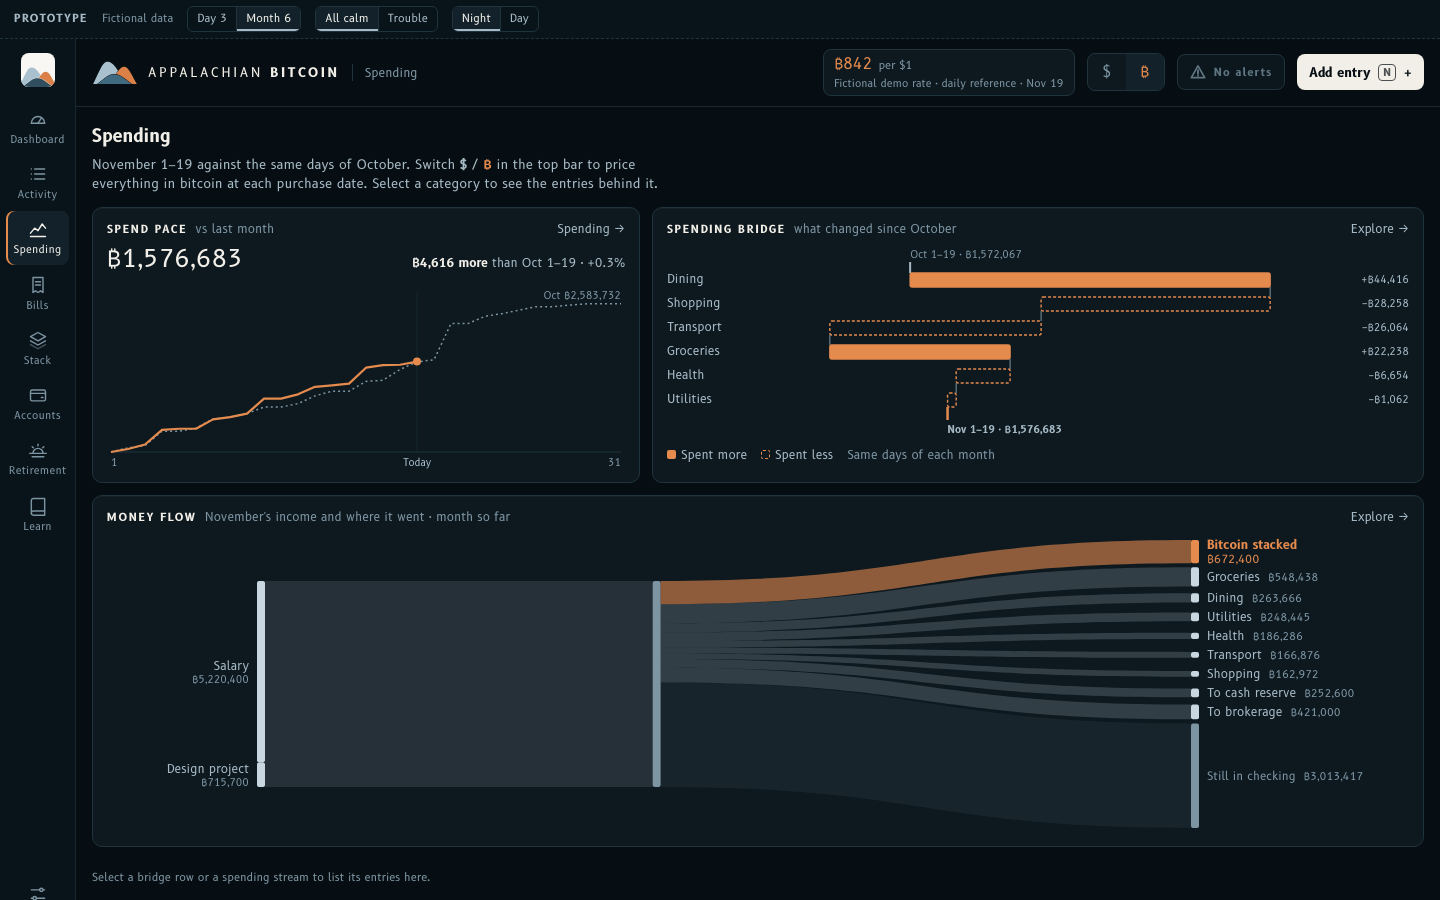 PROTOTYPE Fictional data Day 3 Month 6 All calm Trouble Night Day
APPALACHIAN BITCOIN Spending
₿842 per $1
Fictional demo rate · daily reference · Nov 19
$ ₿
No alerts
Add entry N +
Dashboard
Activity
Spending
Bills
Stack
Accounts
Retirement
Learn
Spending
November 1–19 against the same days of October. Switch $ / ₿ in the top bar to price
everything in bitcoin at each purchase date. Select a category to see the entries behind it.
SPEND PACE vs last month Spending →
₿1,576,683
₿4,616 more than Oct 1–19 · +0.3%
Oct ₿2,583,732
1 Today 31
SPENDING BRIDGE what changed since October Explore →
Oct 1–19 · ₿1,572,067
Dining +₿44,416
Shopping −₿28,258
Transport −₿26,064
Groceries +₿22,238
Health −₿6,654
Utilities −₿1,062
Nov 1–19 · ₿1,576,683
Spent more Spent less Same days of each month
MONEY FLOW November's income and where it went · month so far Explore →
Salary
₿5,220,400
Design project
₿715,700
Bitcoin stacked
₿672,400
Groceries ₿548,438
Dining ₿263,666
Utilities ₿248,445
Health ₿186,286
Transport ₿166,876
Shopping ₿162,972
To cash reserve ₿252,600
To brokerage ₿421,000
Still in checking ₿3,013,417
Select a bridge row or a spending stream to list its entries here.